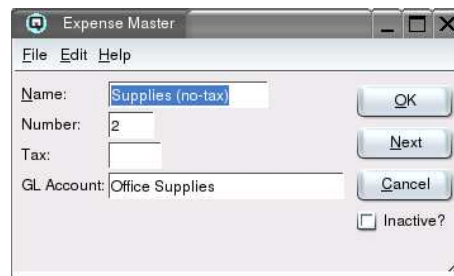 Expense Master
File Edit Help
Name: Supplies (no-tax)
Number: 2
Tax:
GL Account: Office Supplies
OK
Next
Cancel
Inactive?